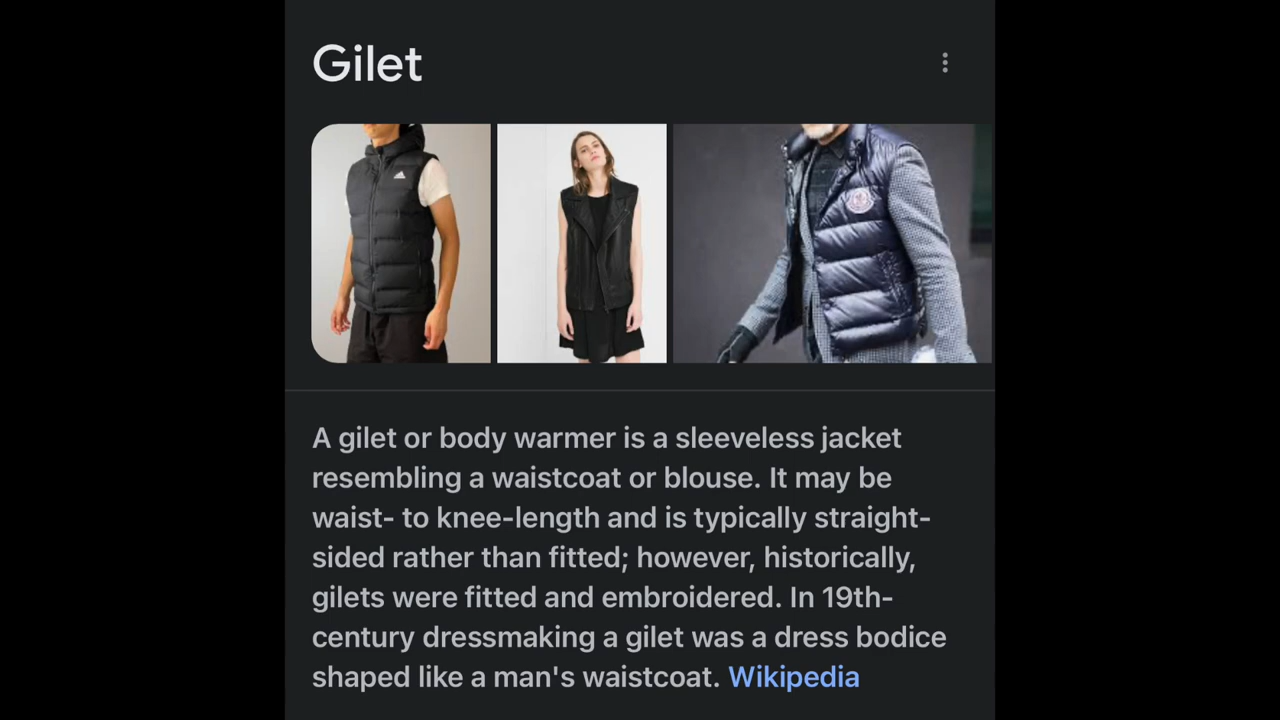 Gilet
A gilet or body warmer is a sleeveless jacket
resembling a waistcoat or blouse. It may be
waist- to knee-length and is typically straight-
sided rather than fitted; however, historically,
gilets were fitted and embroidered. In 19th-
century dressmaking a gilet was a dress bodice
shaped like a man's waistcoat. Wikipedia